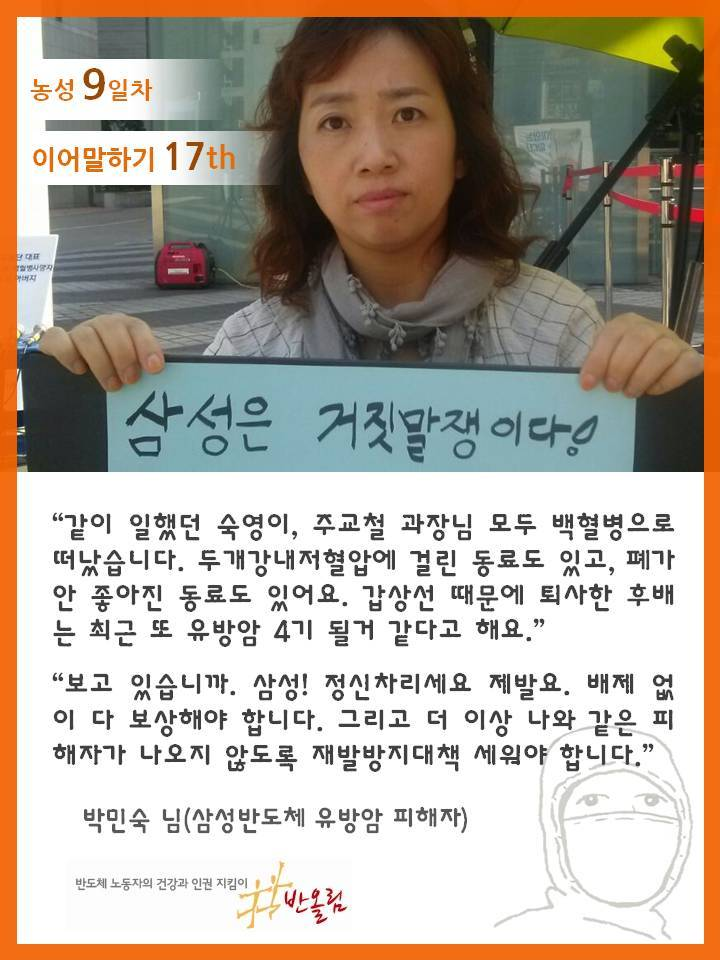 농성 9일차
이어말하기 17th
단 대표
아버지
삼성은 거짓말쟁이다!
“같이 일했던 숙영이, 주교철 과장님 모두 백혈병으로
떠났습니다. 두개강내저혈압에 걸린 동료도 있고, 폐가
안 좋아진 동료도 있어요. 갑상선 때문에 퇴사한 후배
는 최근 또 유방암 4기 될거 같다고 해요.”
“보고 있습니까. 삼성! 정신차리세요 제발요. 배제 없
이 다 보상해야 합니다. 그리고 더 이상 나와 같은 피
해자가 나오지 않도록 재발방지대책 세워야 합니다.”
박민숙 님(삼성반도체 유방암 피해자)
반도체 노동자의 건강과 인권 지킴이
반올림